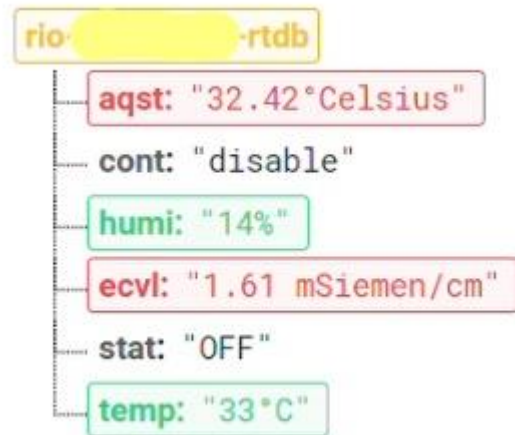 rio- -rtdb
aqst: "32.42°Celsius"
cont: "disable"
humi: "14%"
ecvl: "1.61 mSiemen/cm"
stat: "OFF"
temp: "33°C"